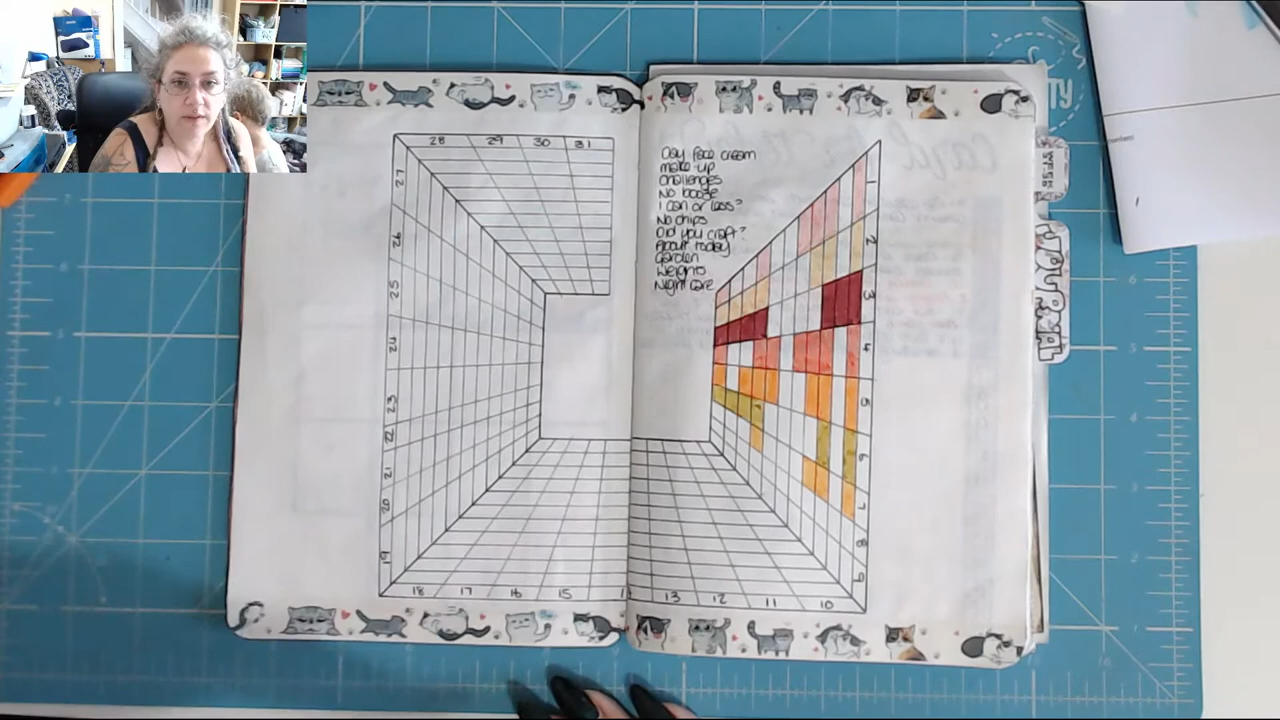 28 29 30 31
27
26
25
24
23
22
21
20
19
18 17 16 15
13 12 11 10
Day face cream
make-up
challenges
No booze
1 can or less?
No chips
Did you craft?
About today
Garden
Weights
Night care
1
2
3
4
5
6
7
8
9
JOURNAL